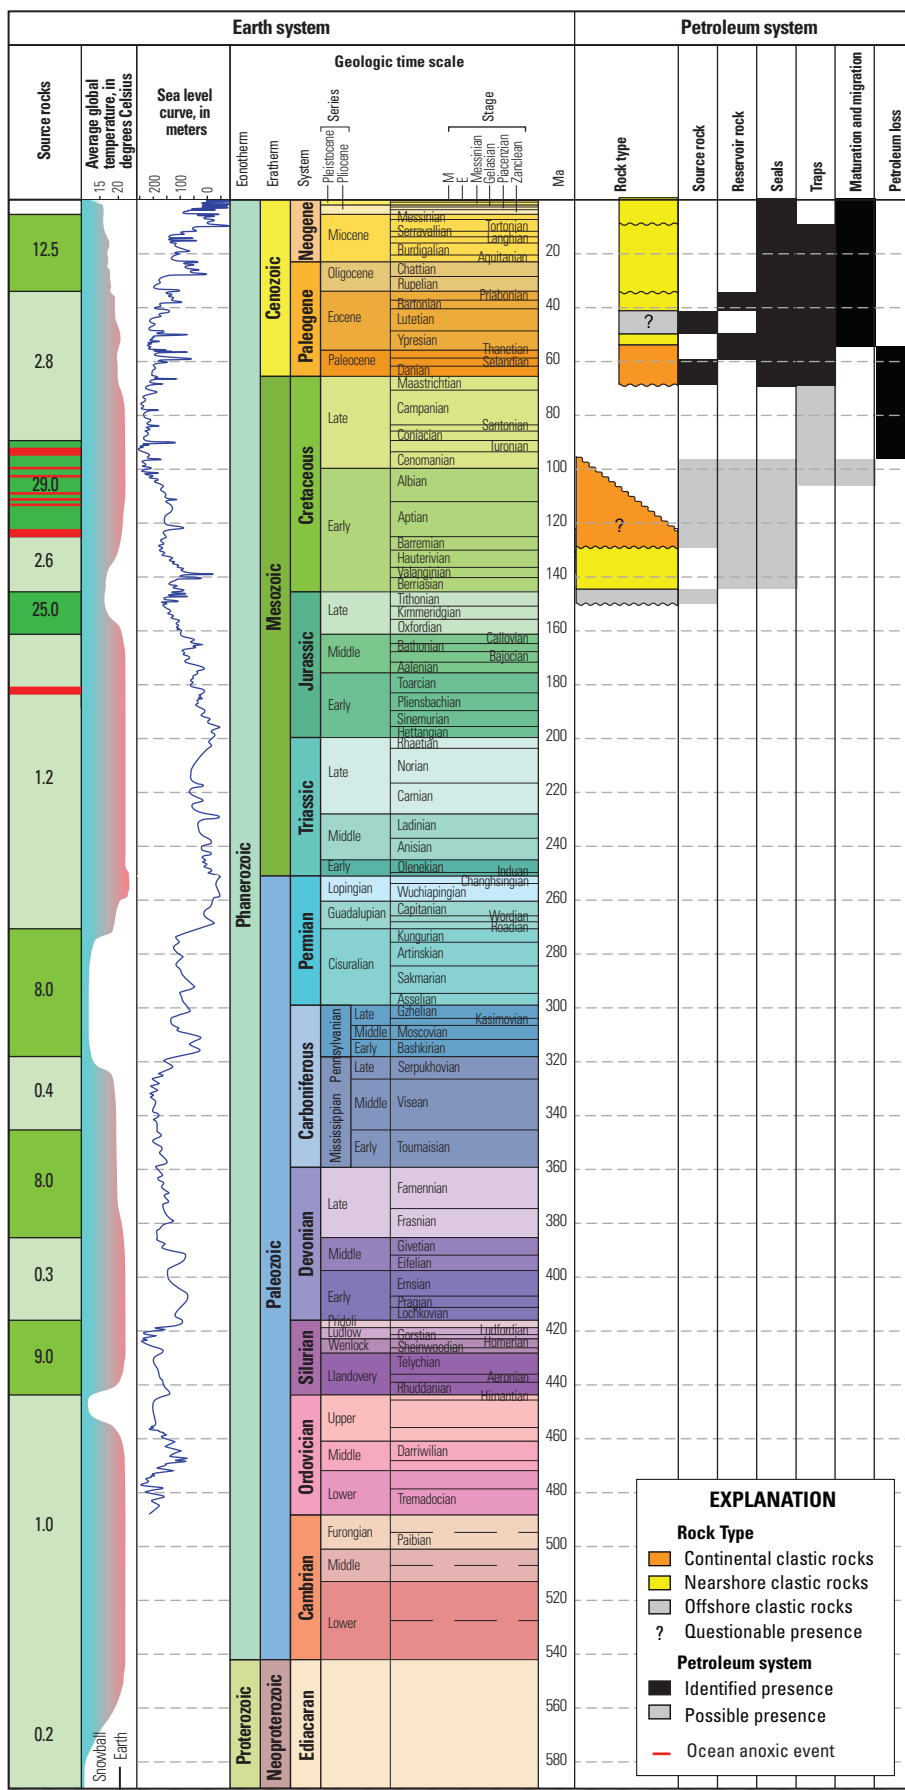 Earth system
Petroleum system
Source rocks
Average global
temperature, in
degrees Celsius
15
20
Sea level
curve, in
meters
200
100
0
Geologic time scale
Eonotherm
Eratherm
System
Series
Pleistocene
Pliocene
Stage
M
E
Messinian
Gelasian
Piacenzian
Zanclean
Ma
Rock type
Source rock
Reservoir rock
Seals
Traps
Maturation and migration
Petroleum loss
12.5
2.8
29.0
2.6
25.0
1.2
8.0
0.4
8.0
0.3
9.0
1.0
0.2
Snowball
Earth
Phanerozoic
Proterozoic
Cenozoic
Mesozoic
Paleozoic
Neoproterozoic
Neogene
Paleogene
Cretaceous
Jurassic
Triassic
Permian
Carboniferous
Devonian
Silurian
Ordovician
Cambrian
Ediacaran
Miocene
Oligocene
Eocene
Paleocene
Late
Early
Late
Middle
Early
Late
Middle
Early
Lopingian
Guadalupian
Cisuralian
Pennsylvanian
Late
Middle
Early
Mississippian
Late
Middle
Early
Late
Middle
Early
Pridoli
Ludlow
Wenlock
Llandovery
Upper
Middle
Lower
Furongian
Middle
Lower
Messinian
Tortonian
Serravallian
Langhian
Burdigalian
Aquitanian
Chattian
Rupelian
Priabonian
Bartonian
Lutetian
Ypresian
Thanetian
Selandian
Danian
Maastrichtian
Campanian
Santonian
Coniacian
Turonian
Cenomanian
Albian
Aptian
Barremian
Hauterivian
Valanginian
Berriasian
Tithonian
Kimmeridgian
Oxfordian
Callovian
Bathonian
Bajocian
Aalenian
Toarcian
Pliensbachian
Sinemurian
Hettangian
Rhaetian
Norian
Carnian
Ladinian
Anisian
Olenekian
Induan
Changhsingian
Wuchiapingian
Capitanian
Wordian
Roadian
Kungurian
Artinskian
Sakmarian
Asselian
Gzhelian
Kasimovian
Moscovian
Bashkirian
Serpukhovian
Visean
Tournaisian
Famennian
Frasnian
Givetian
Eifelian
Emsian
Pragian
Lochkovian
Ludfordian
Gorstian
Homerian
Sheinwoodian
Telychian
Aeronian
Rhuddanian
Hirnantian
Darriwilian
Tremadocian
Paibian
20
40
60
80
100
120
140
160
180
200
220
240
260
280
300
320
340
360
380
400
420
440
460
480
500
520
540
560
580
?
?
EXPLANATION
Rock Type
Continental clastic rocks
Nearshore clastic rocks
Offshore clastic rocks
? Questionable presence
Petroleum system
Identified presence
Possible presence
Ocean anoxic event